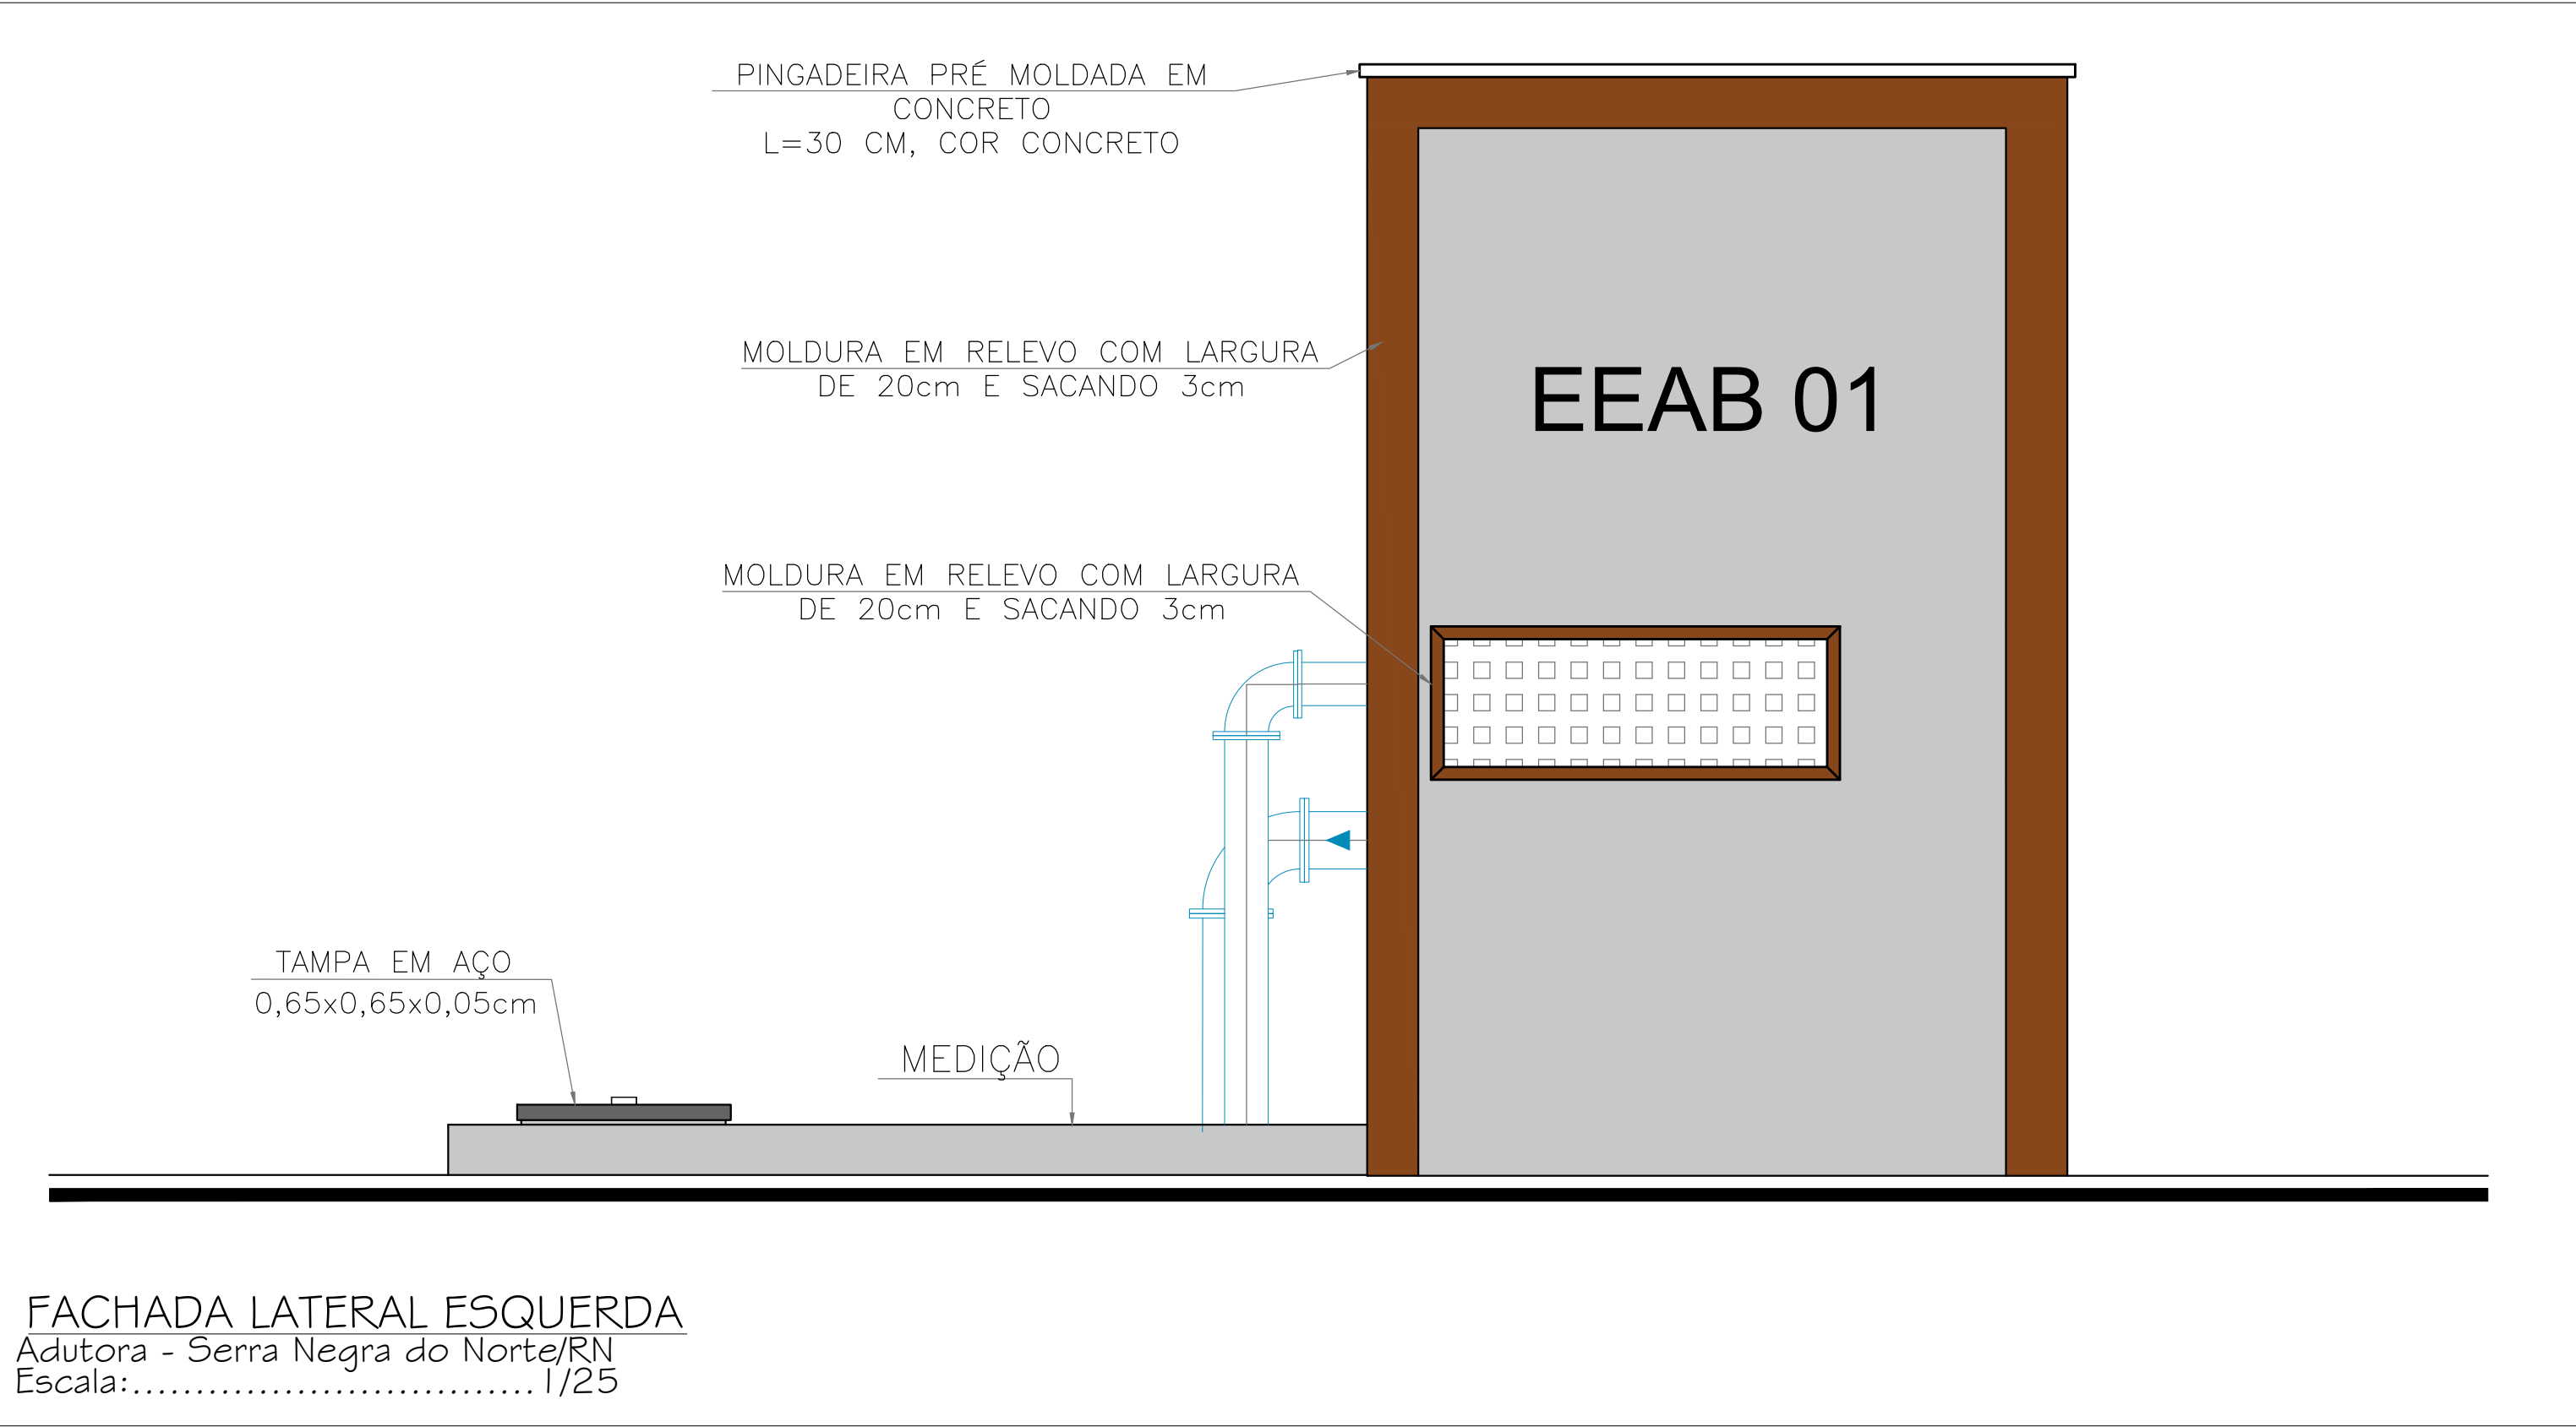 PINGADEIRA PRÉ MOLDADA EM
CONCRETO
L=30 CM, COR CONCRETO
MOLDURA EM RELEVO COM LARGURA
DE 20cm E SACANDO 3cm
EEAB 01
MOLDURA EM RELEVO COM LARGURA
DE 20cm E SACANDO 3cm
TAMPA EM AÇO
0,65x0,65x0,05cm
MEDIÇÃO
FACHADA LATERAL ESQUERDA
Adutora - Serra Negra do Norte/RN
Escala:...............................1/25